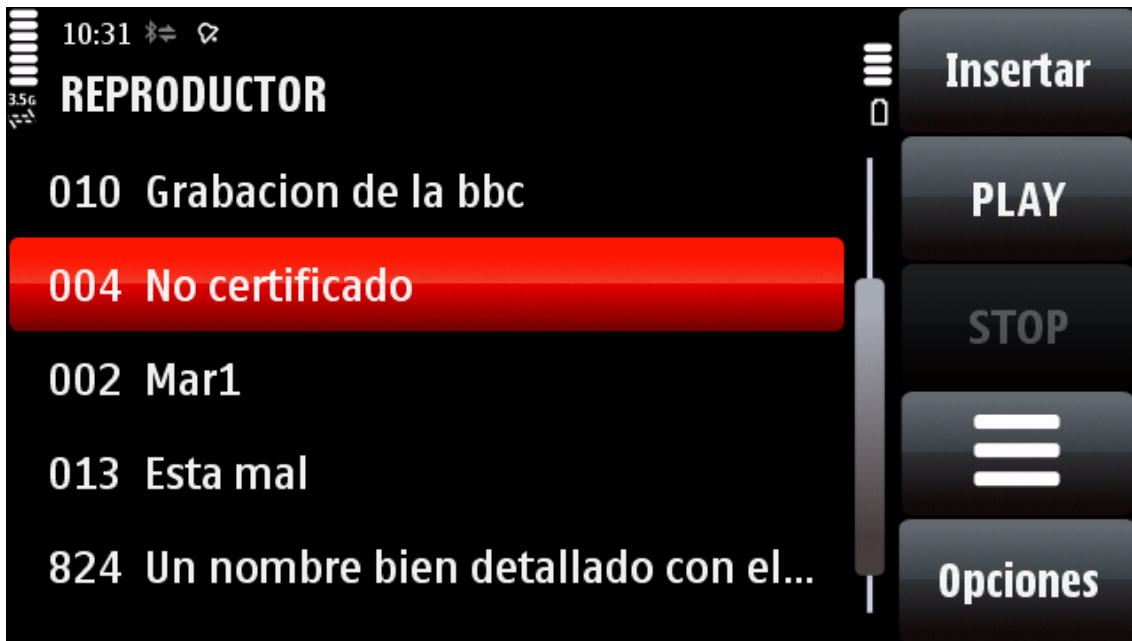 10:31
3.5G
REPRODUCTOR
010 Grabacion de la bbc
004 No certificado
002 Mar1
013 Esta mal
824 Un nombre bien detallado con el...
Insertar
PLAY
STOP
Opciones